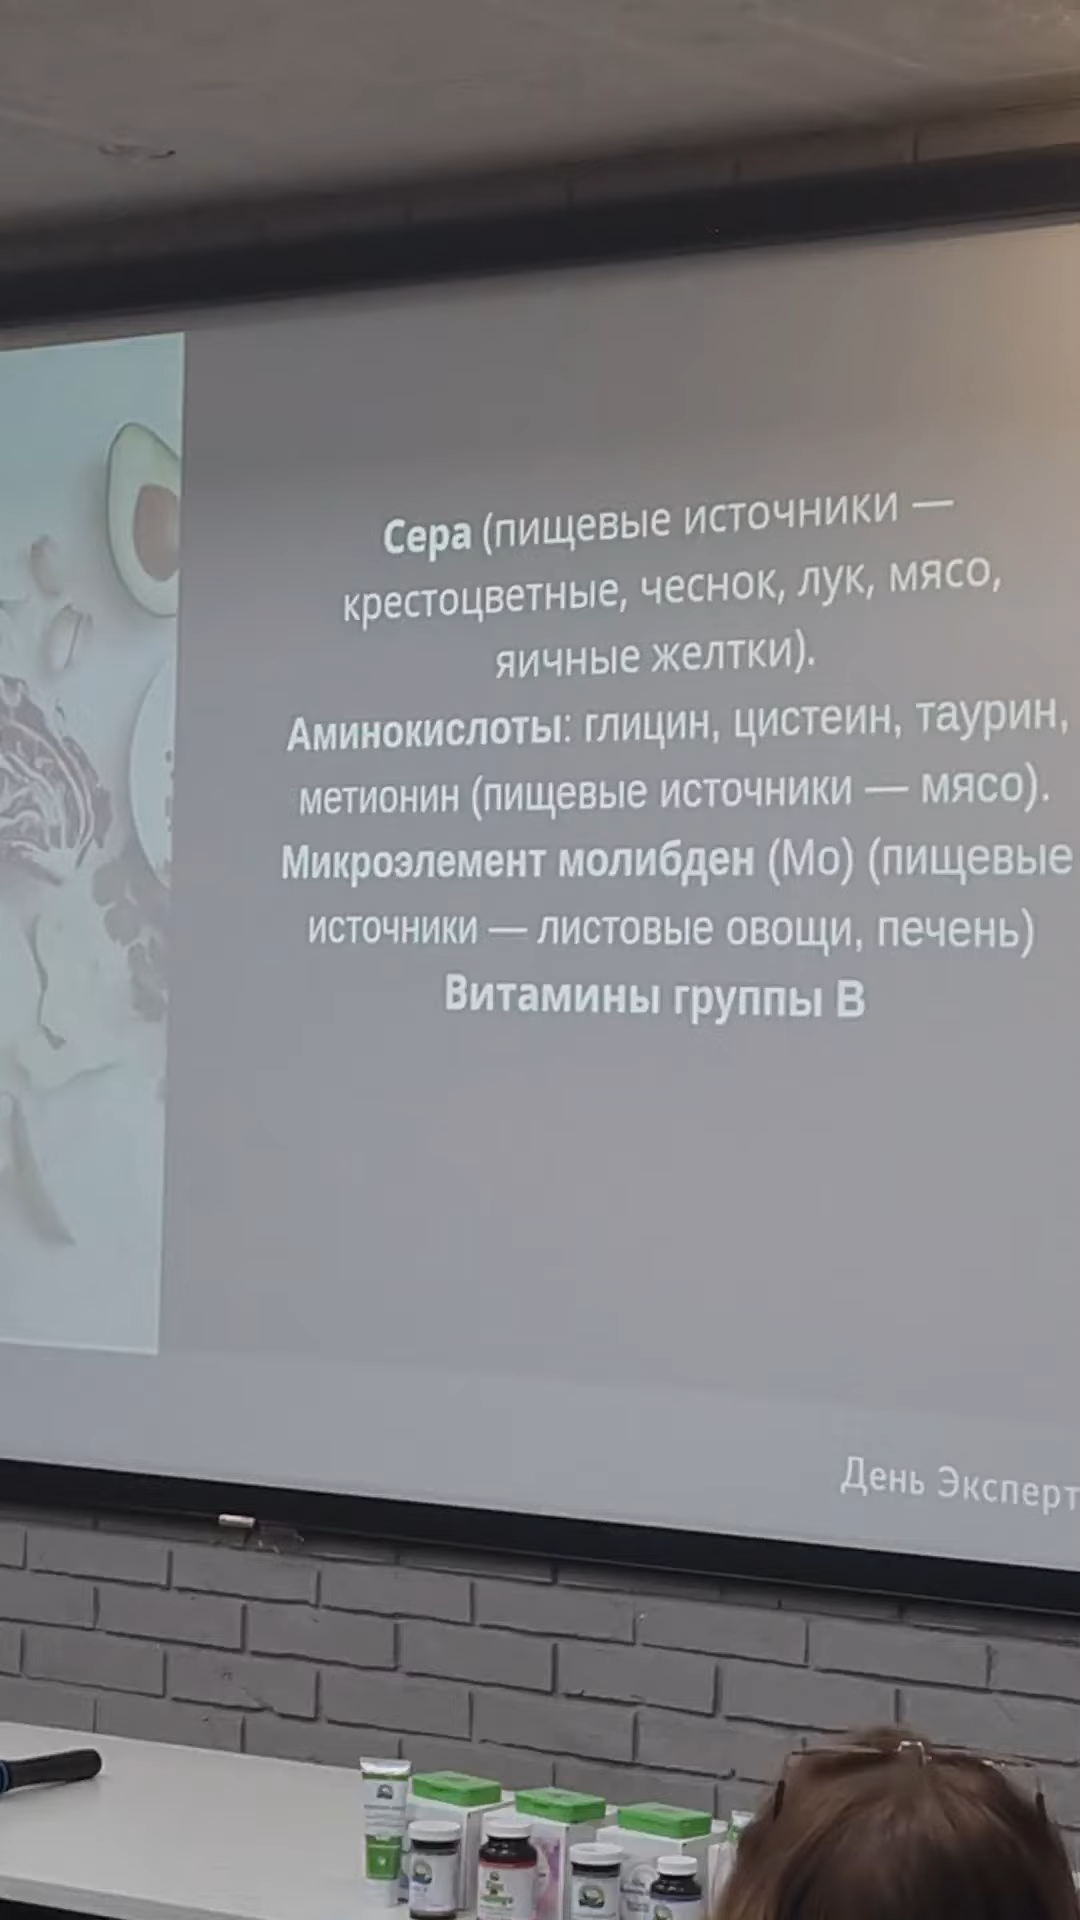 Сера (пищевые источники —
крестоцветные, чеснок, лук, мясо,
яичные желтки).
Аминокислоты: глицин, цистеин, таурин,
метионин (пищевые источники — мясо).
Микроэлемент молибден (Мо) (пищевые
источники — листовые овощи, печень)
Витамины группы В
День Эксперт